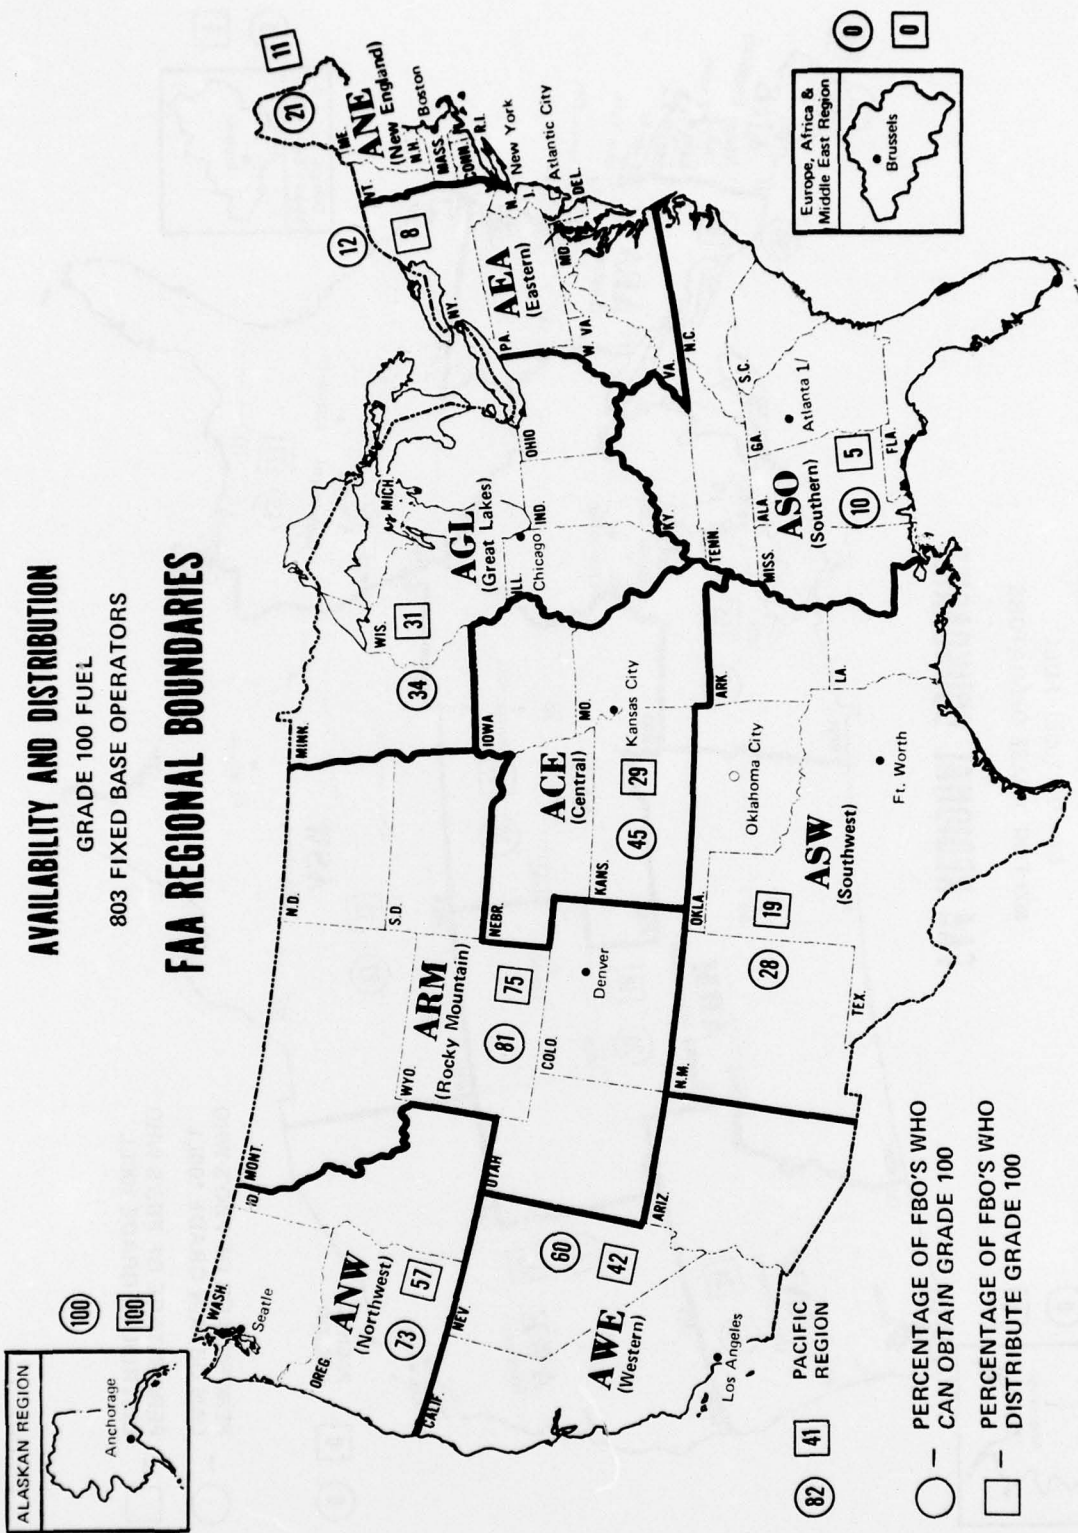 AVAILABILITY AND DISTRIBUTION
GRADE 100 FUEL
803 FIXED BASE OPERATORS
FAA REGIONAL BOUNDARIES
ALASKAN REGION
Anchorage
100
100
WASH.
Seatle
OREG.
ID.
MONT.
ANW
(Northwest)
73
57
CALIF.
NEV.
UTAH
AWE
(Western)
60
42
ARIZ.
Los Angeles
WYO.
ARM
(Rocky Mountain)
81
75
COLO.
Denver
N.D.
S.D.
NEBR.
ACE
(Central)
45
29
KANS.
Kansas City
IOWA
MO.
N.M.
OKLA.
28
19
Oklahoma City
ASW
(Southwest)
Ft. Worth
TEX.
ARK.
LA.
MINN.
WIS.
34
31
MICH.
AGL
(Great Lakes)
ILL.
Chicago
IND.
OHIO
KY.
TENN.
MISS.
ALA.
GA.
S.C.
N.C.
ASO
(Southern)
10
5
Atlanta 1/
FLA.
12
8
NY.
PA.
AEA
(Eastern)
W. VA.
VA.
MD.
DEL.
N.
J.
New York
Atlantic City
VT.
ME.
21
11
ANE
(New England)
N.H.
Boston
MASS.
CONN.
R.I.
Europe, Africa &
Middle East Region
Brussels
0
0
82
41
PACIFIC
REGION
– PERCENTAGE OF FBO'S WHO
CAN OBTAIN GRADE 100
– PERCENTAGE OF FBO'S WHO
DISTRIBUTE GRADE 100